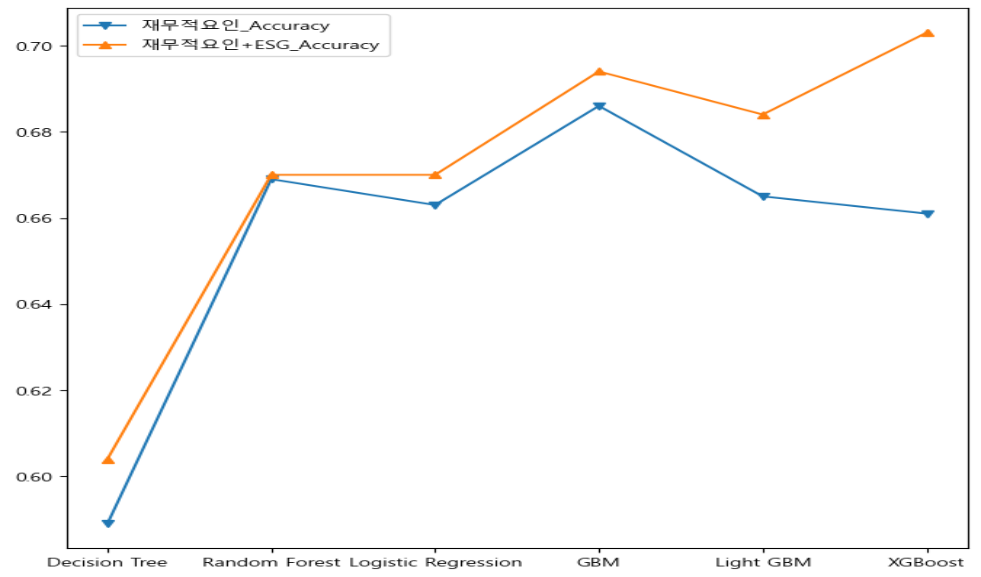 재무적요인_Accuracy
재무적요인+ESG_Accuracy
0.70
0.68
0.66
0.64
0.62
0.60
Decision Tree Random Forest Logistic Regression GBM Light GBM XGBoost